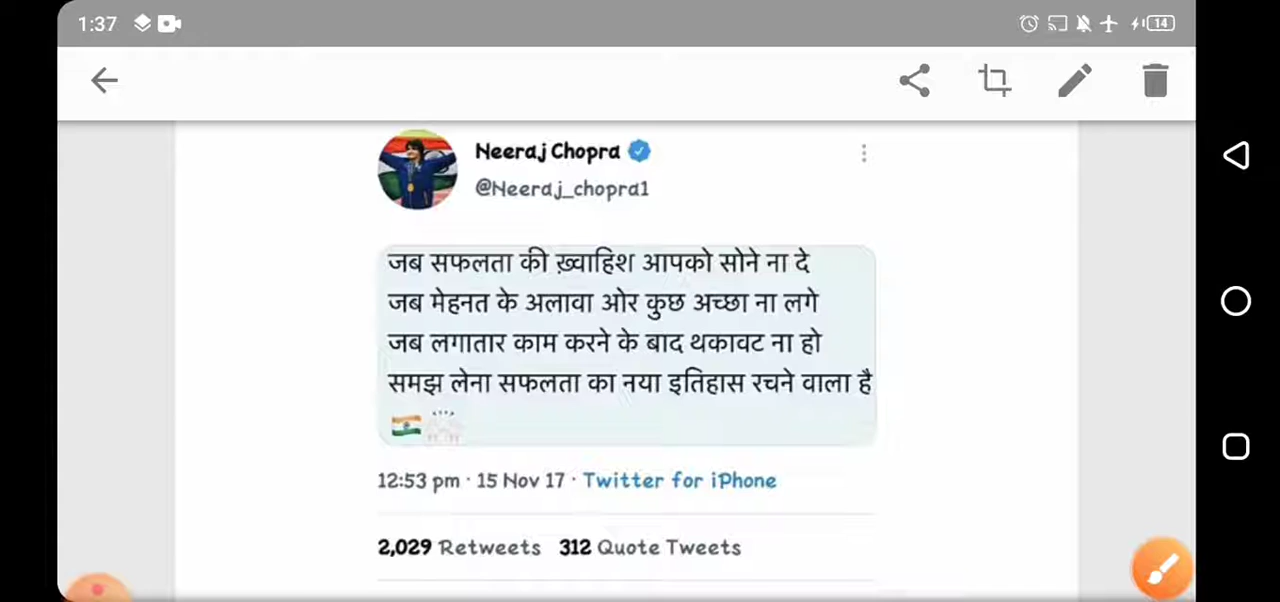 1:37
14
Neeraj Chopra
@Neeraj_chopra1
जब सफलता की ख़्वाहिश आपको सोने ना दे
जब मेहनत के अलावा ओर कुछ अच्छा ना लगे
जब लगातार काम करने के बाद थकावट ना हो
समझ लेना सफलता का नया इतिहास रचने वाला है
12:53 pm · 15 Nov 17 · Twitter for iPhone
2,029 Retweets 312 Quote Tweets